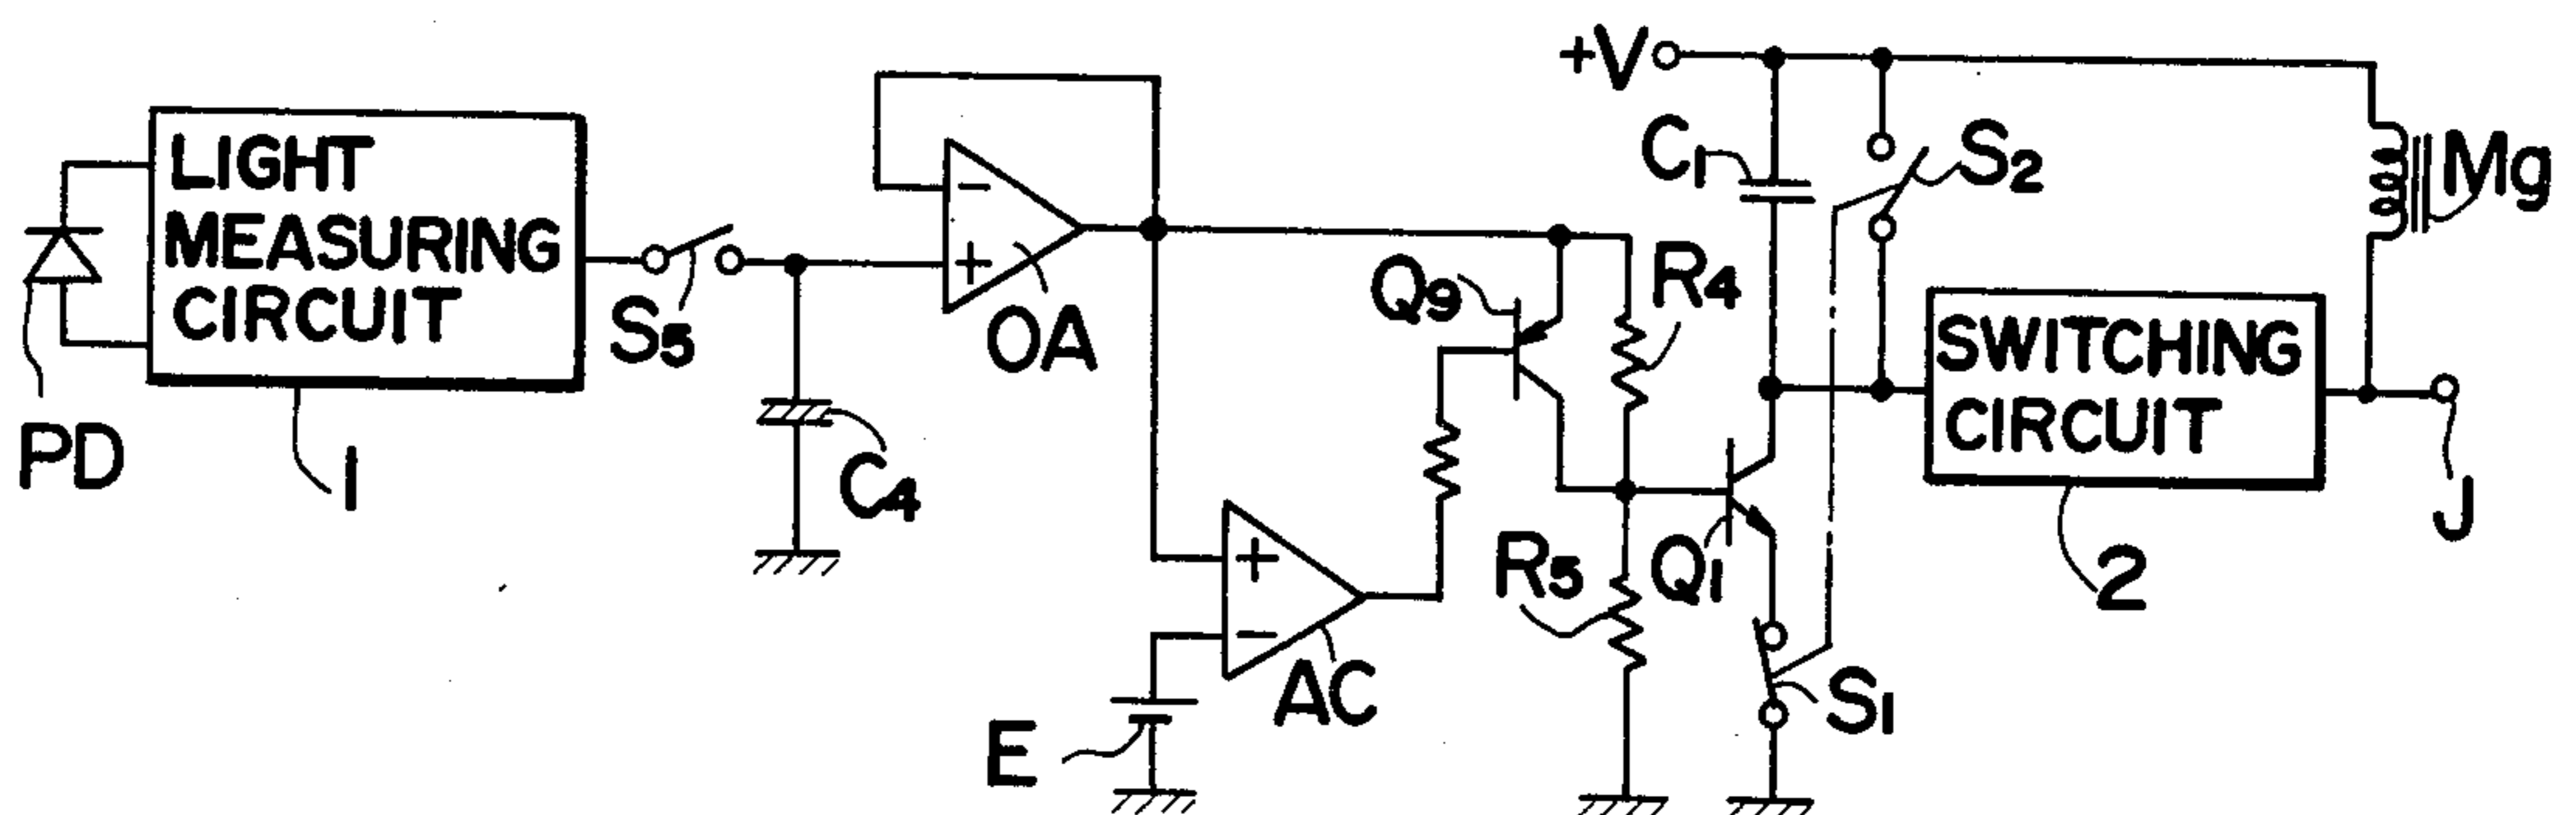 +V
LIGHT
MEASURING
CIRCUIT
PD
1
S5
C4
OA
E
AC
Q9
R4
R5
Q1
C1
S2
S1
SWITCHING
CIRCUIT
2
Mg
J
−
+
+
−